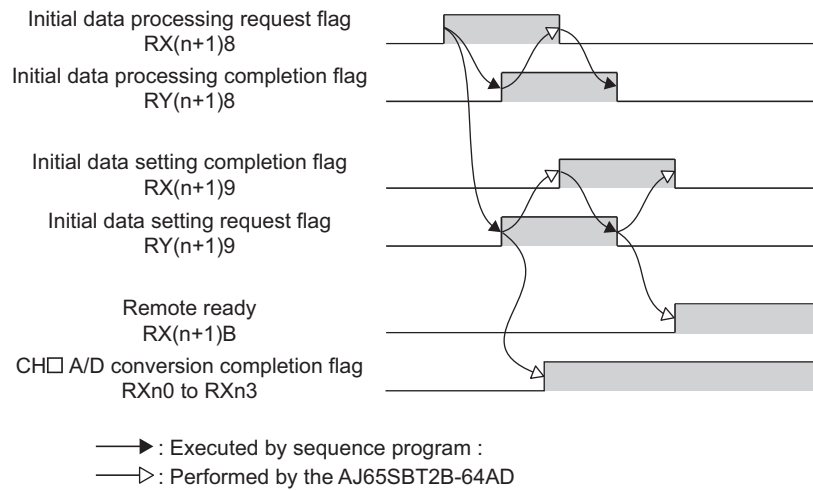 Initial data processing request flag
RX(n+1)8
Initial data processing completion flag
RY(n+1)8
Initial data setting completion flag
RX(n+1)9
Initial data setting request flag
RY(n+1)9
Remote ready
RX(n+1)B
CH□ A/D conversion completion flag
RXn0 to RXn3
: Executed by sequence program :
: Performed by the AJ65SBT2B-64AD